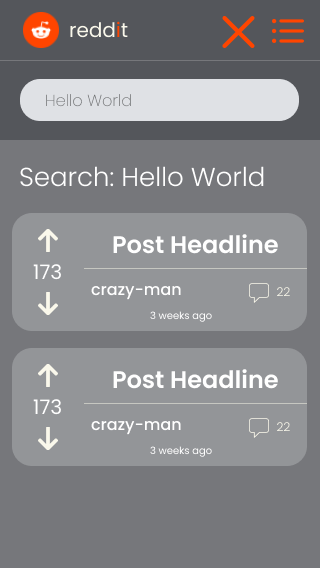 reddit
Hello World
Search: Hello World
Post Headline
173
crazy-man
22
3 weeks ago
Post Headline
173
crazy-man
22
3 weeks ago